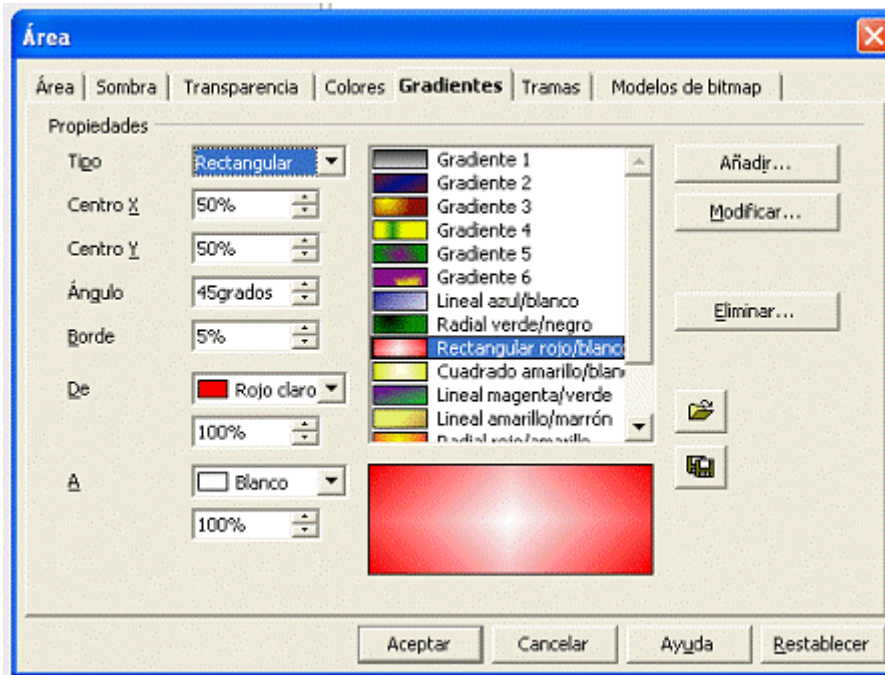 Área
Área Sombra Transparencia Colores Gradientes Tramas Modelos de bitmap
Propiedades
Tipo Rectangular
Centro X 50%
Centro Y 50%
Ángulo 45grados
Borde 5%
De Rojo claro
100%
A Blanco
100%
Gradiente 1
Gradiente 2
Gradiente 3
Gradiente 4
Gradiente 5
Gradiente 6
Lineal azul/blanco
Radial verde/negro
Rectangular rojo/blanco
Cuadrado amarillo/blan
Lineal magenta/verde
Lineal amarillo/marrón
Radial rojo/amarillo
Añadir...
Modificar...
Eliminar...
Aceptar Cancelar Ayuda Restablecer